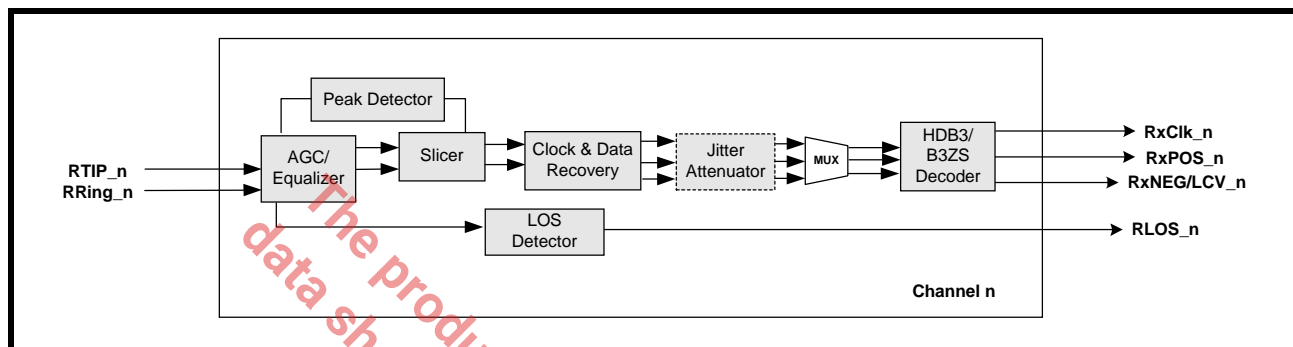 Peak Detector
AGC/
Equalizer
Slicer
Clock & Data
Recovery
Jitter
Attenuator
MUX
HDB3/
B3ZS
Decoder
RTIP_n
RRing_n
RxClk_n
RxPOS_n
RxNEG/LCV_n
LOS
Detector
RLOS_n
Channel n
The produ
data sh